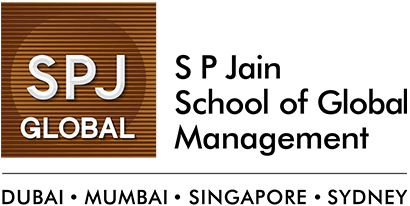 SPJ
GLOBAL
S P Jain
School of Global
Management
DUBAI • MUMBAI • SINGAPORE • SYDNEY